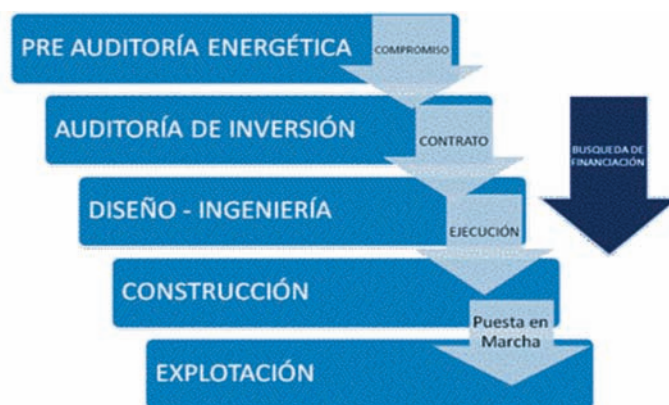 PRE AUDITORÍA ENERGÉTICA
COMPROMISO
AUDITORÍA DE INVERSIÓN
CONTRATO
BUSQUEDA DE
FINANCIACIÓN
DISEÑO - INGENIERÍA
EJECUCIÓN
CONSTRUCCIÓN
Puesta en
Marcha
EXPLOTACIÓN